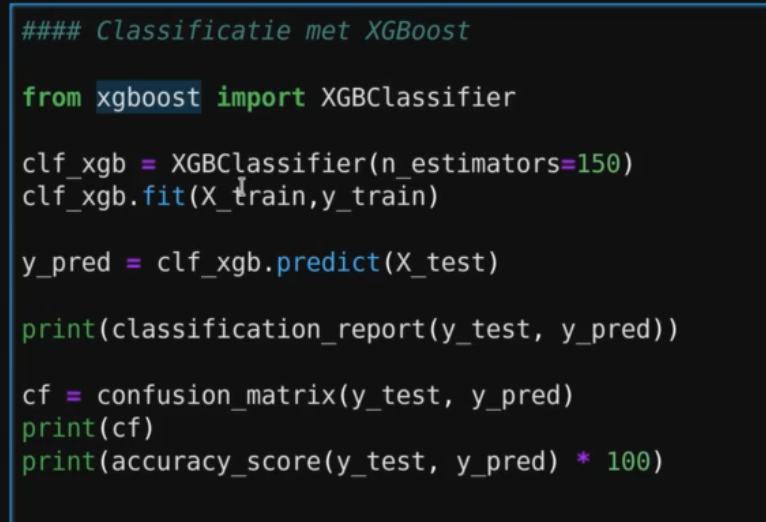 #### Classificatie met XGBoost
from xgboost import XGBClassifier
clf_xgb = XGBClassifier(n_estimators=150)
clf_xgb.fit(X_train,y_train)
y_pred = clf_xgb.predict(X_test)
print(classification_report(y_test, y_pred))
cf = confusion_matrix(y_test, y_pred)
print(cf)
print(accuracy_score(y_test, y_pred) * 100)